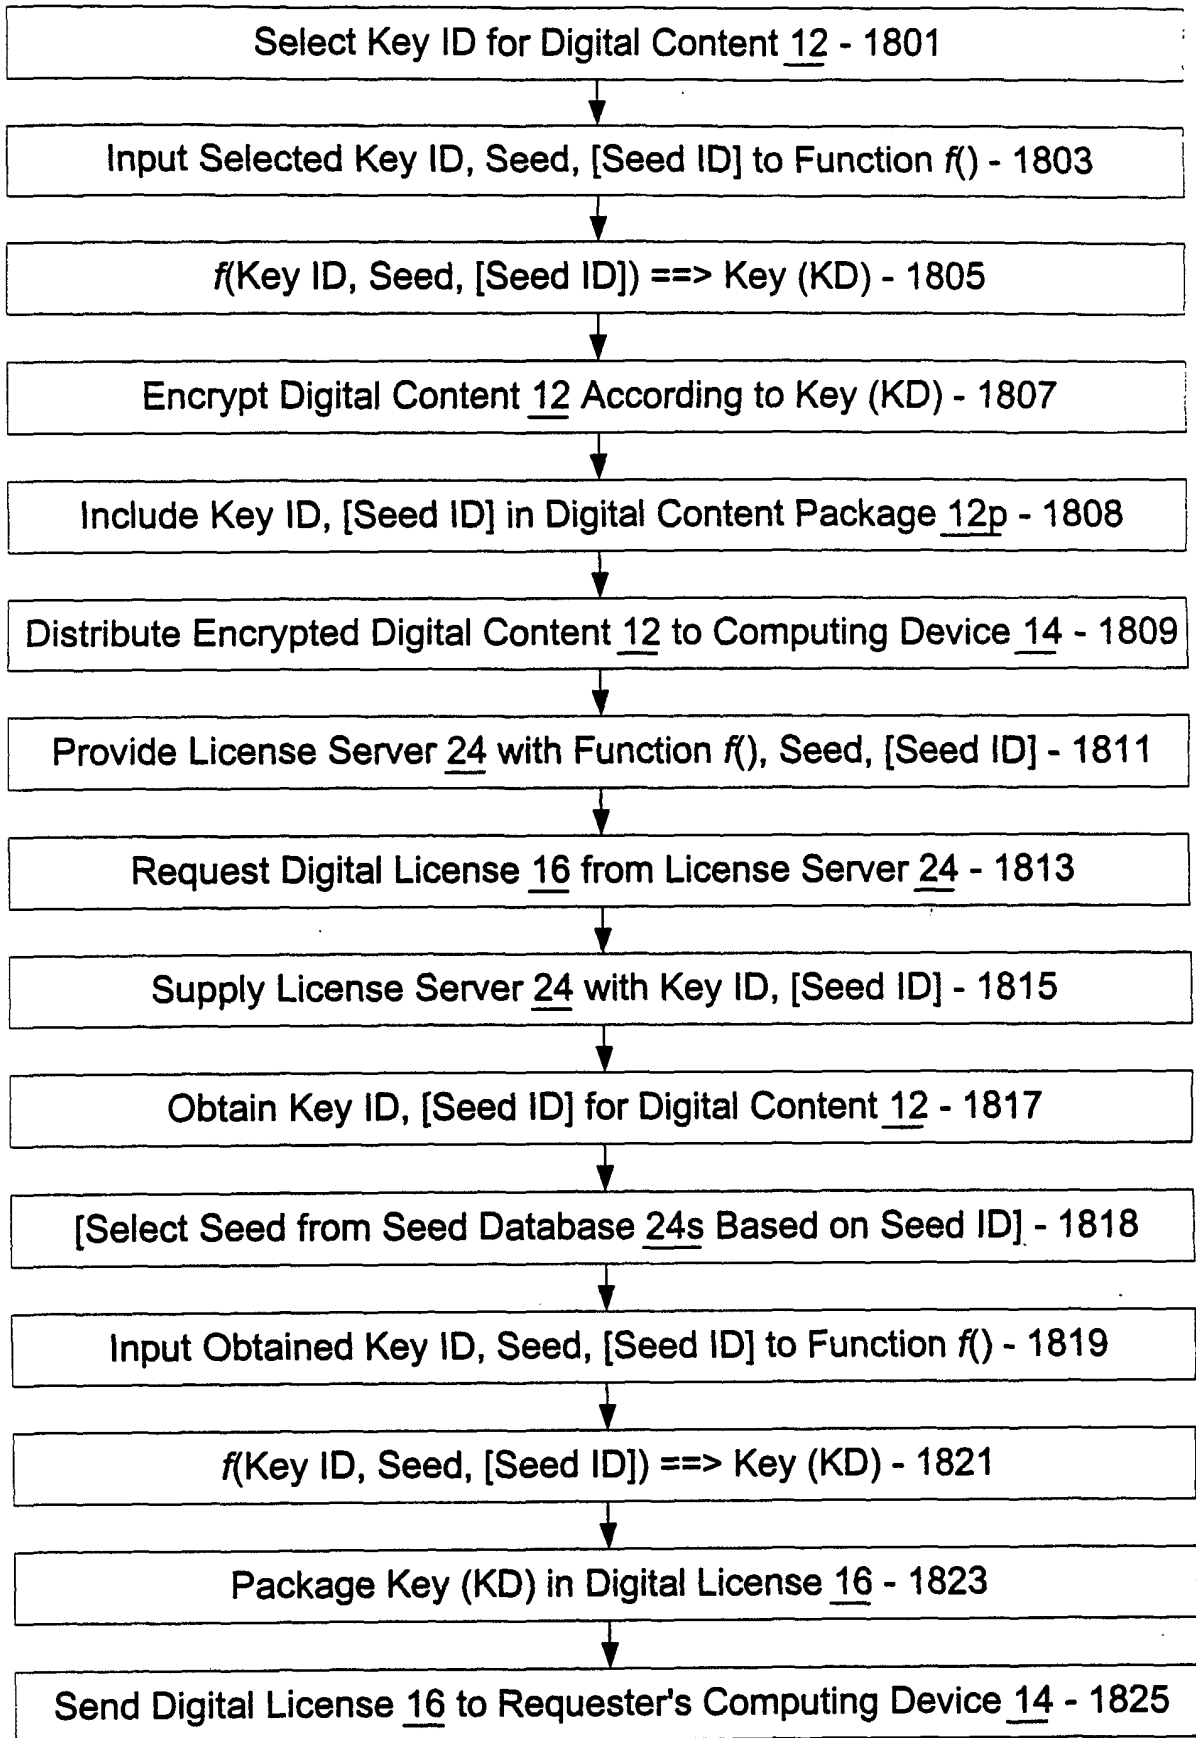 Select Key ID for Digital Content 12 - 1801
Input Selected Key ID, Seed, [Seed ID] to Function f() - 1803
f(Key ID, Seed, [Seed ID]) ==> Key (KD) - 1805
Encrypt Digital Content 12 According to Key (KD) - 1807
Include Key ID, [Seed ID] in Digital Content Package 12p - 1808
Distribute Encrypted Digital Content 12 to Computing Device 14 - 1809
Provide License Server 24 with Function f(), Seed, [Seed ID] - 1811
Request Digital License 16 from License Server 24 - 1813
Supply License Server 24 with Key ID, [Seed ID] - 1815
Obtain Key ID, [Seed ID] for Digital Content 12 - 1817
[Select Seed from Seed Database 24s Based on Seed ID] - 1818
Input Obtained Key ID, Seed, [Seed ID] to Function f() - 1819
f(Key ID, Seed, [Seed ID]) ==> Key (KD) - 1821
Package Key (KD) in Digital License 16 - 1823
Send Digital License 16 to Requester's Computing Device 14 - 1825